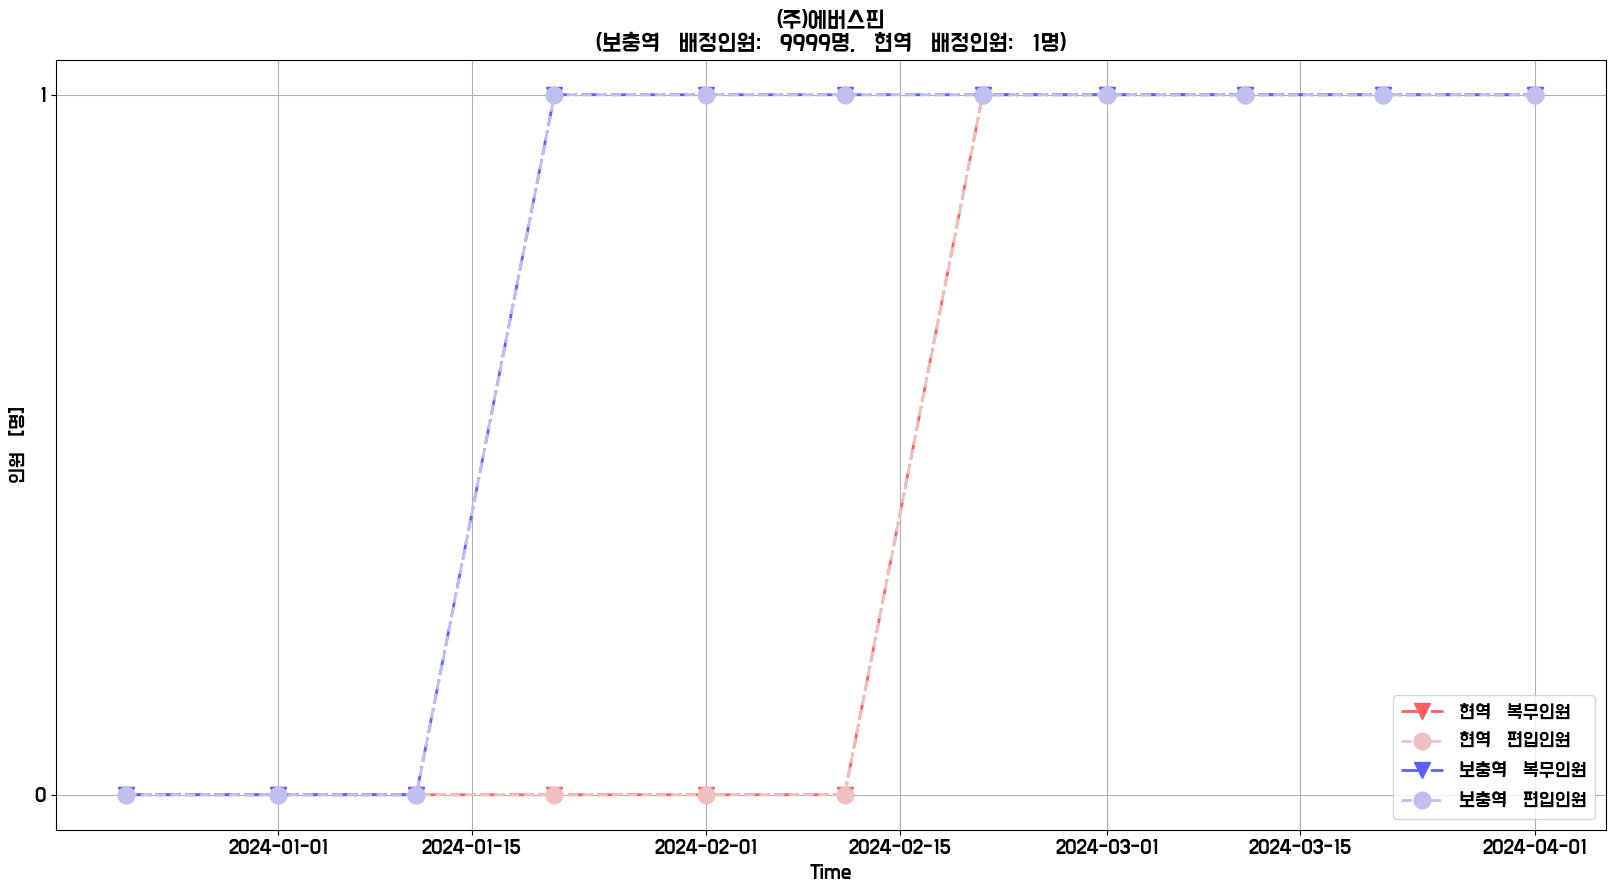 (주)에버스핀
(보충역 배정인원: 9999명, 현역 배정인원: 1명)
1
0
인원 [명]
2024-01-01 2024-01-15 2024-02-01 2024-02-15 2024-03-01 2024-03-15 2024-04-01
Time
현역 복무인원
현역 편입인원
보충역 복무인원
보충역 편입인원